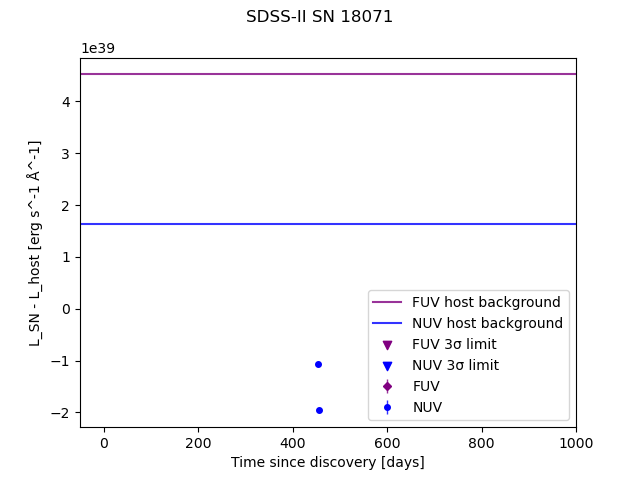 SDSS-II SN 18071
1e39
L_SN - L_host [erg s^-1 Å^-1]
4
3
2
1
0
−1
−2
FUV host background
NUV host background
FUV 3σ limit
NUV 3σ limit
FUV
NUV
0 200 400 600 800 1000
Time since discovery [days]